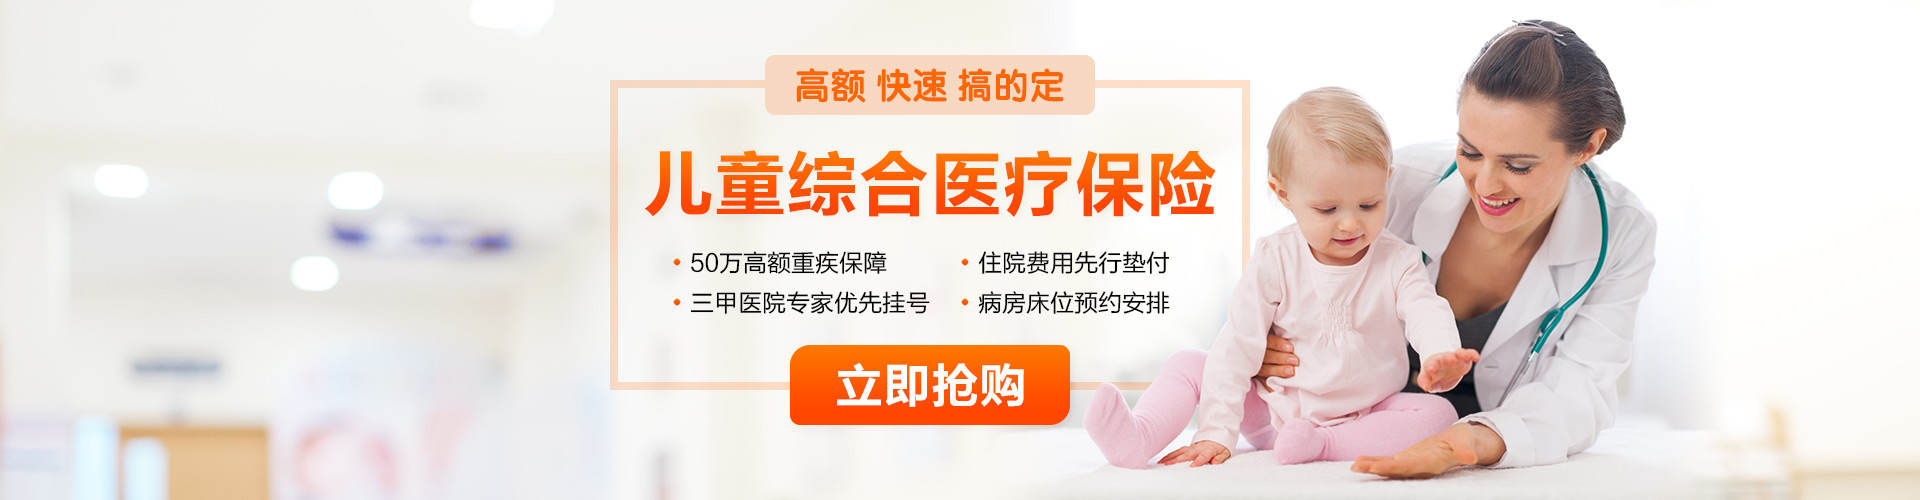 高额 快速 搞的定
儿童综合医疗保险
• 50万高额重疾保障 • 住院费用先行垫付
• 三甲医院专家优先挂号 • 病房床位预约安排
立即抢购